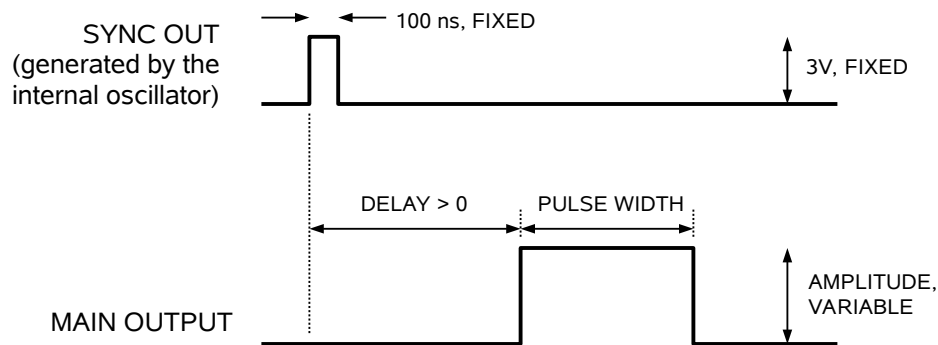 100 ns, FIXED
SYNC OUT
(generated by the
internal oscillator)
3V, FIXED
DELAY > 0
PULSE WIDTH
AMPLITUDE,
VARIABLE
MAIN OUTPUT